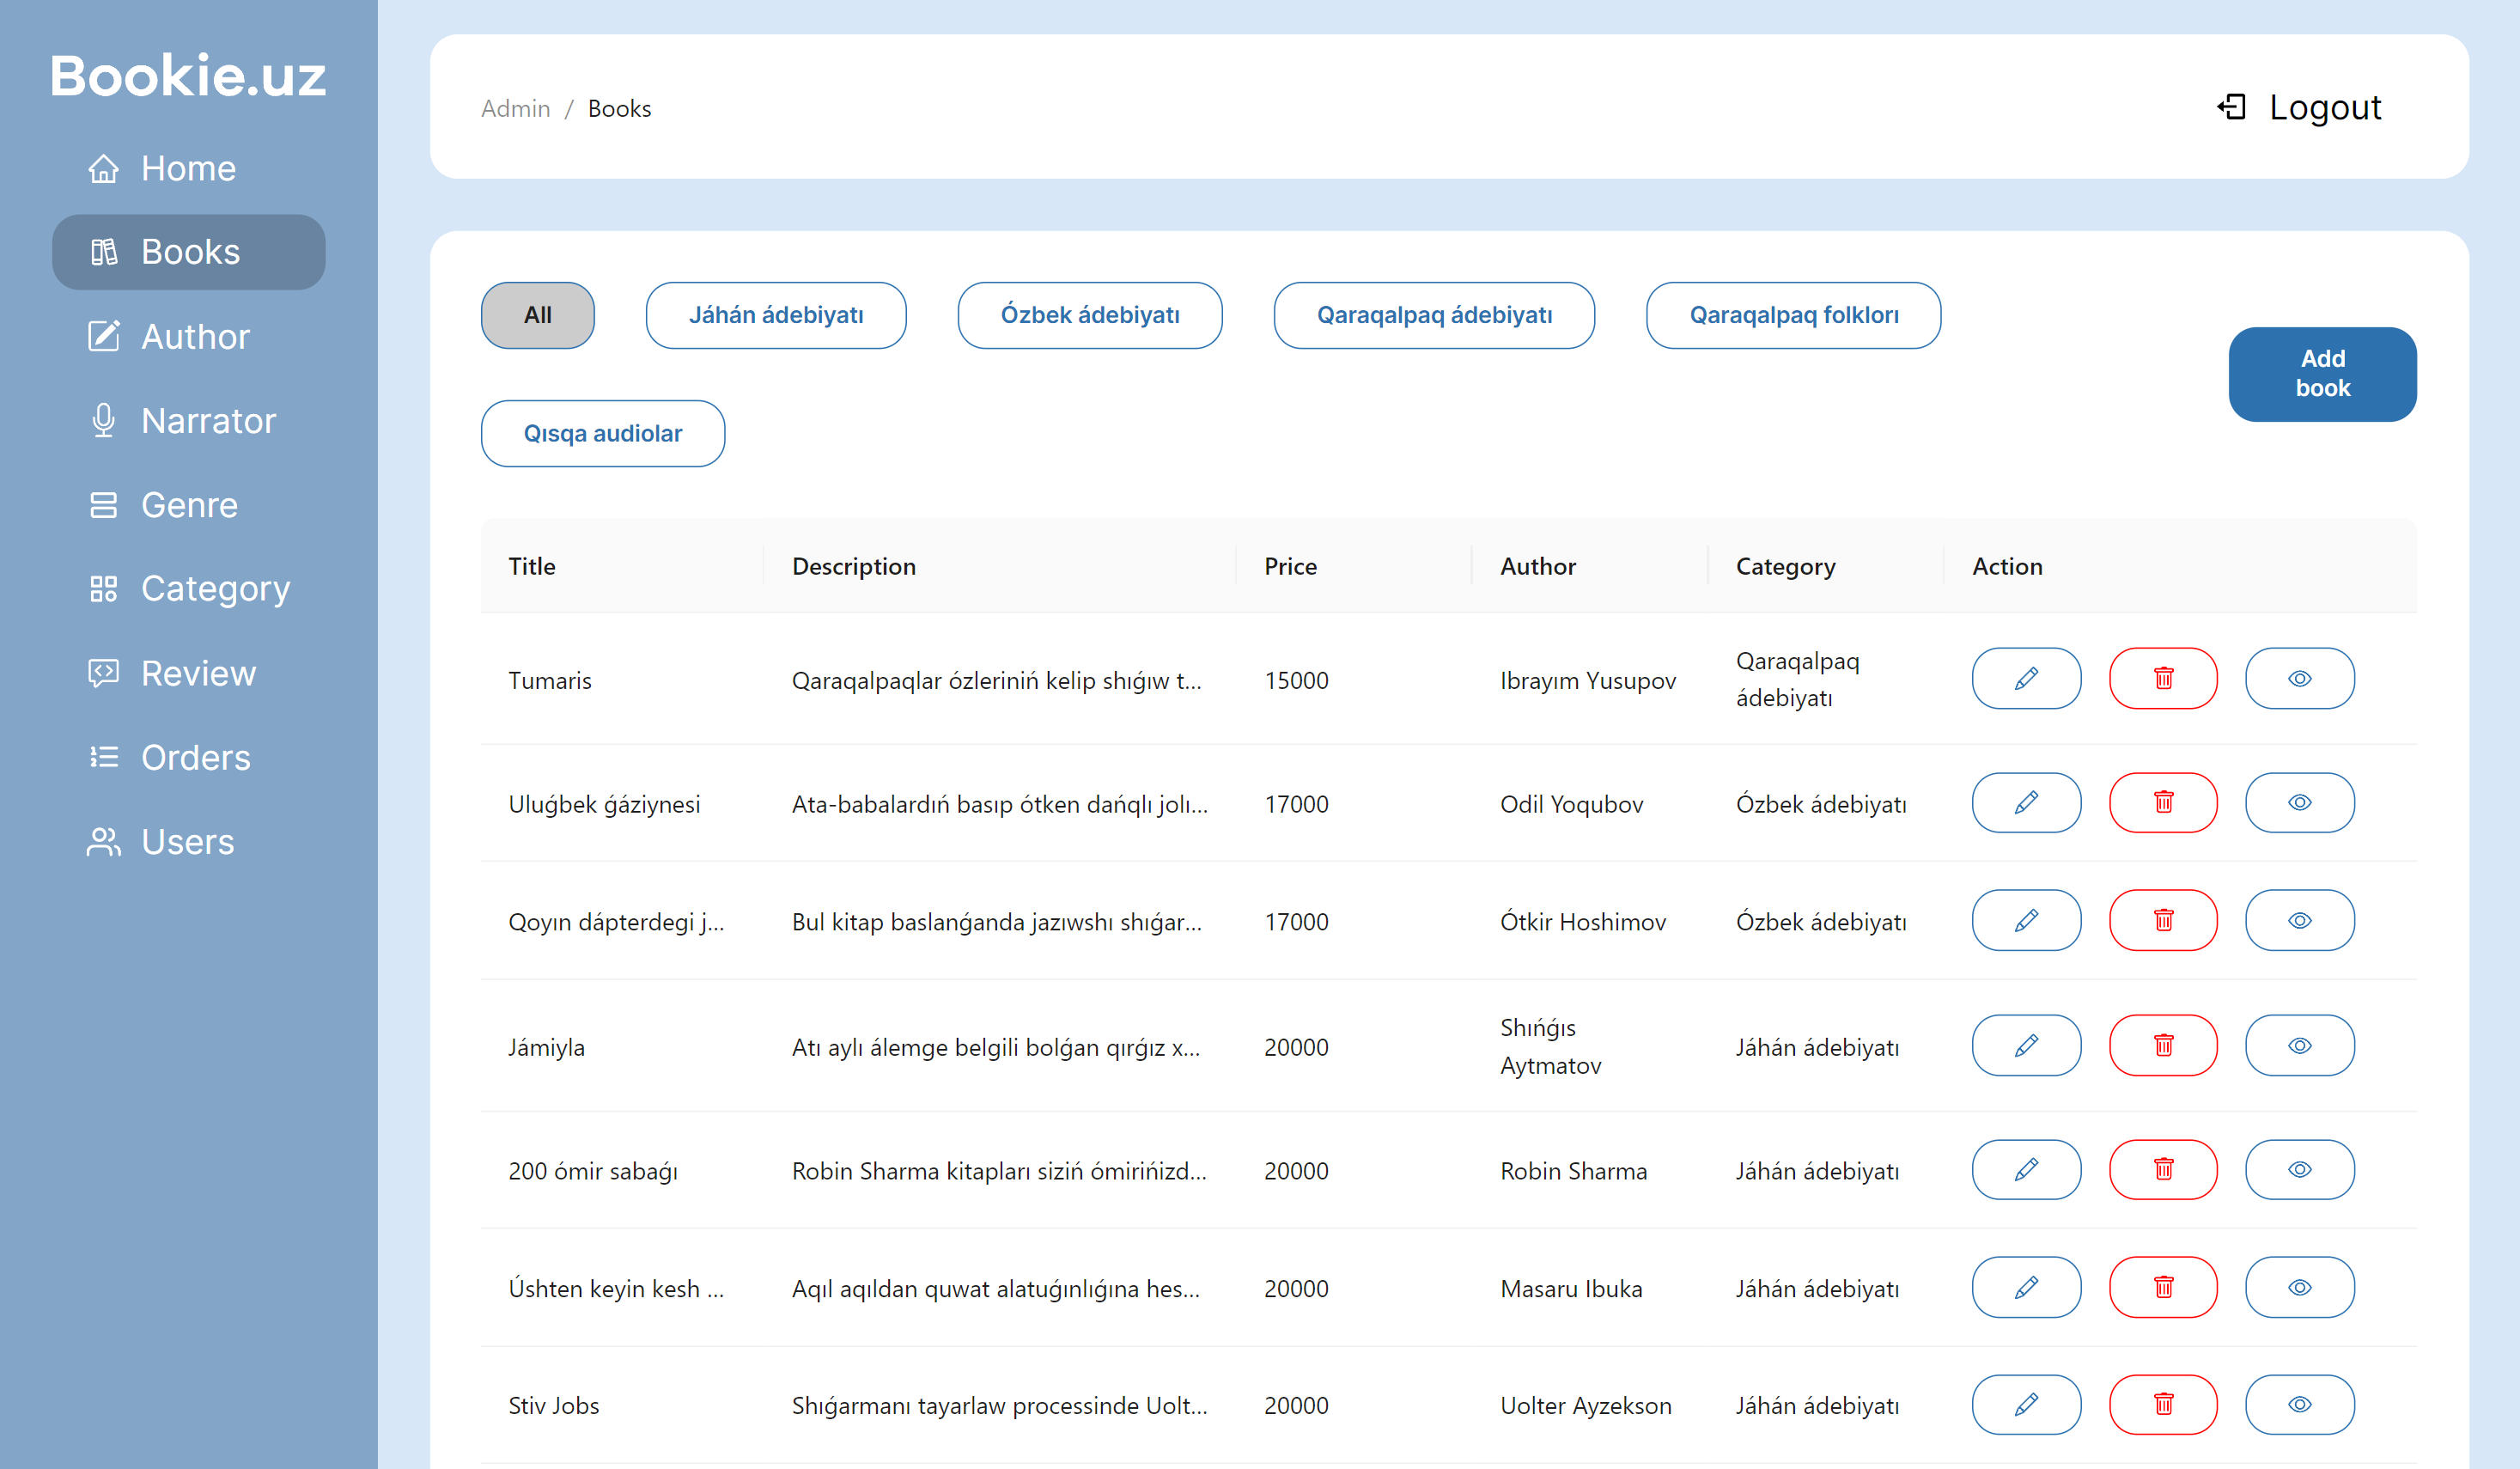 Bookie.uz
Home
Books
Author
Narrator
Genre
Category
Review
Orders
Users
Admin / Books
Logout
All
Jáhán ádebiyatı
Ózbek ádebiyatı
Qaraqalpaq ádebiyatı
Qaraqalpaq folklorı
Qısqa audiolar
Add
book
Title Description Price Author Category Action
Tumaris Qaraqalpaqlar ózleriniń kelip shıǵıw t... 15000 Ibrayım Yusupov Qaraqalpaq
ádebiyatı
Uluǵbek ǵáziynesi Ata-babalardıń basıp ótken dańqlı jolı... 17000 Odil Yoqubov Ózbek ádebiyatı
Qoyın dápterdegi j... Bul kitap baslanǵanda jazıwshı shıǵar... 17000 Ótkir Hoshimov Ózbek ádebiyatı
Jámiyla Atı aylı álemge belgili bolǵan qırǵız x... 20000 Shıńǵıs
Aytmatov Jáhán ádebiyatı
200 ómir sabaǵı Robin Sharma kitapları siziń ómirińizd... 20000 Robin Sharma Jáhán ádebiyatı
Úshten keyin kesh ... Aqıl aqıldan quwat alatuǵınlıǵına hes... 20000 Masaru Ibuka Jáhán ádebiyatı
Stiv Jobs Shıǵarmanı tayarlaw processinde Uolt... 20000 Uolter Ayzekson Jáhán ádebiyatı